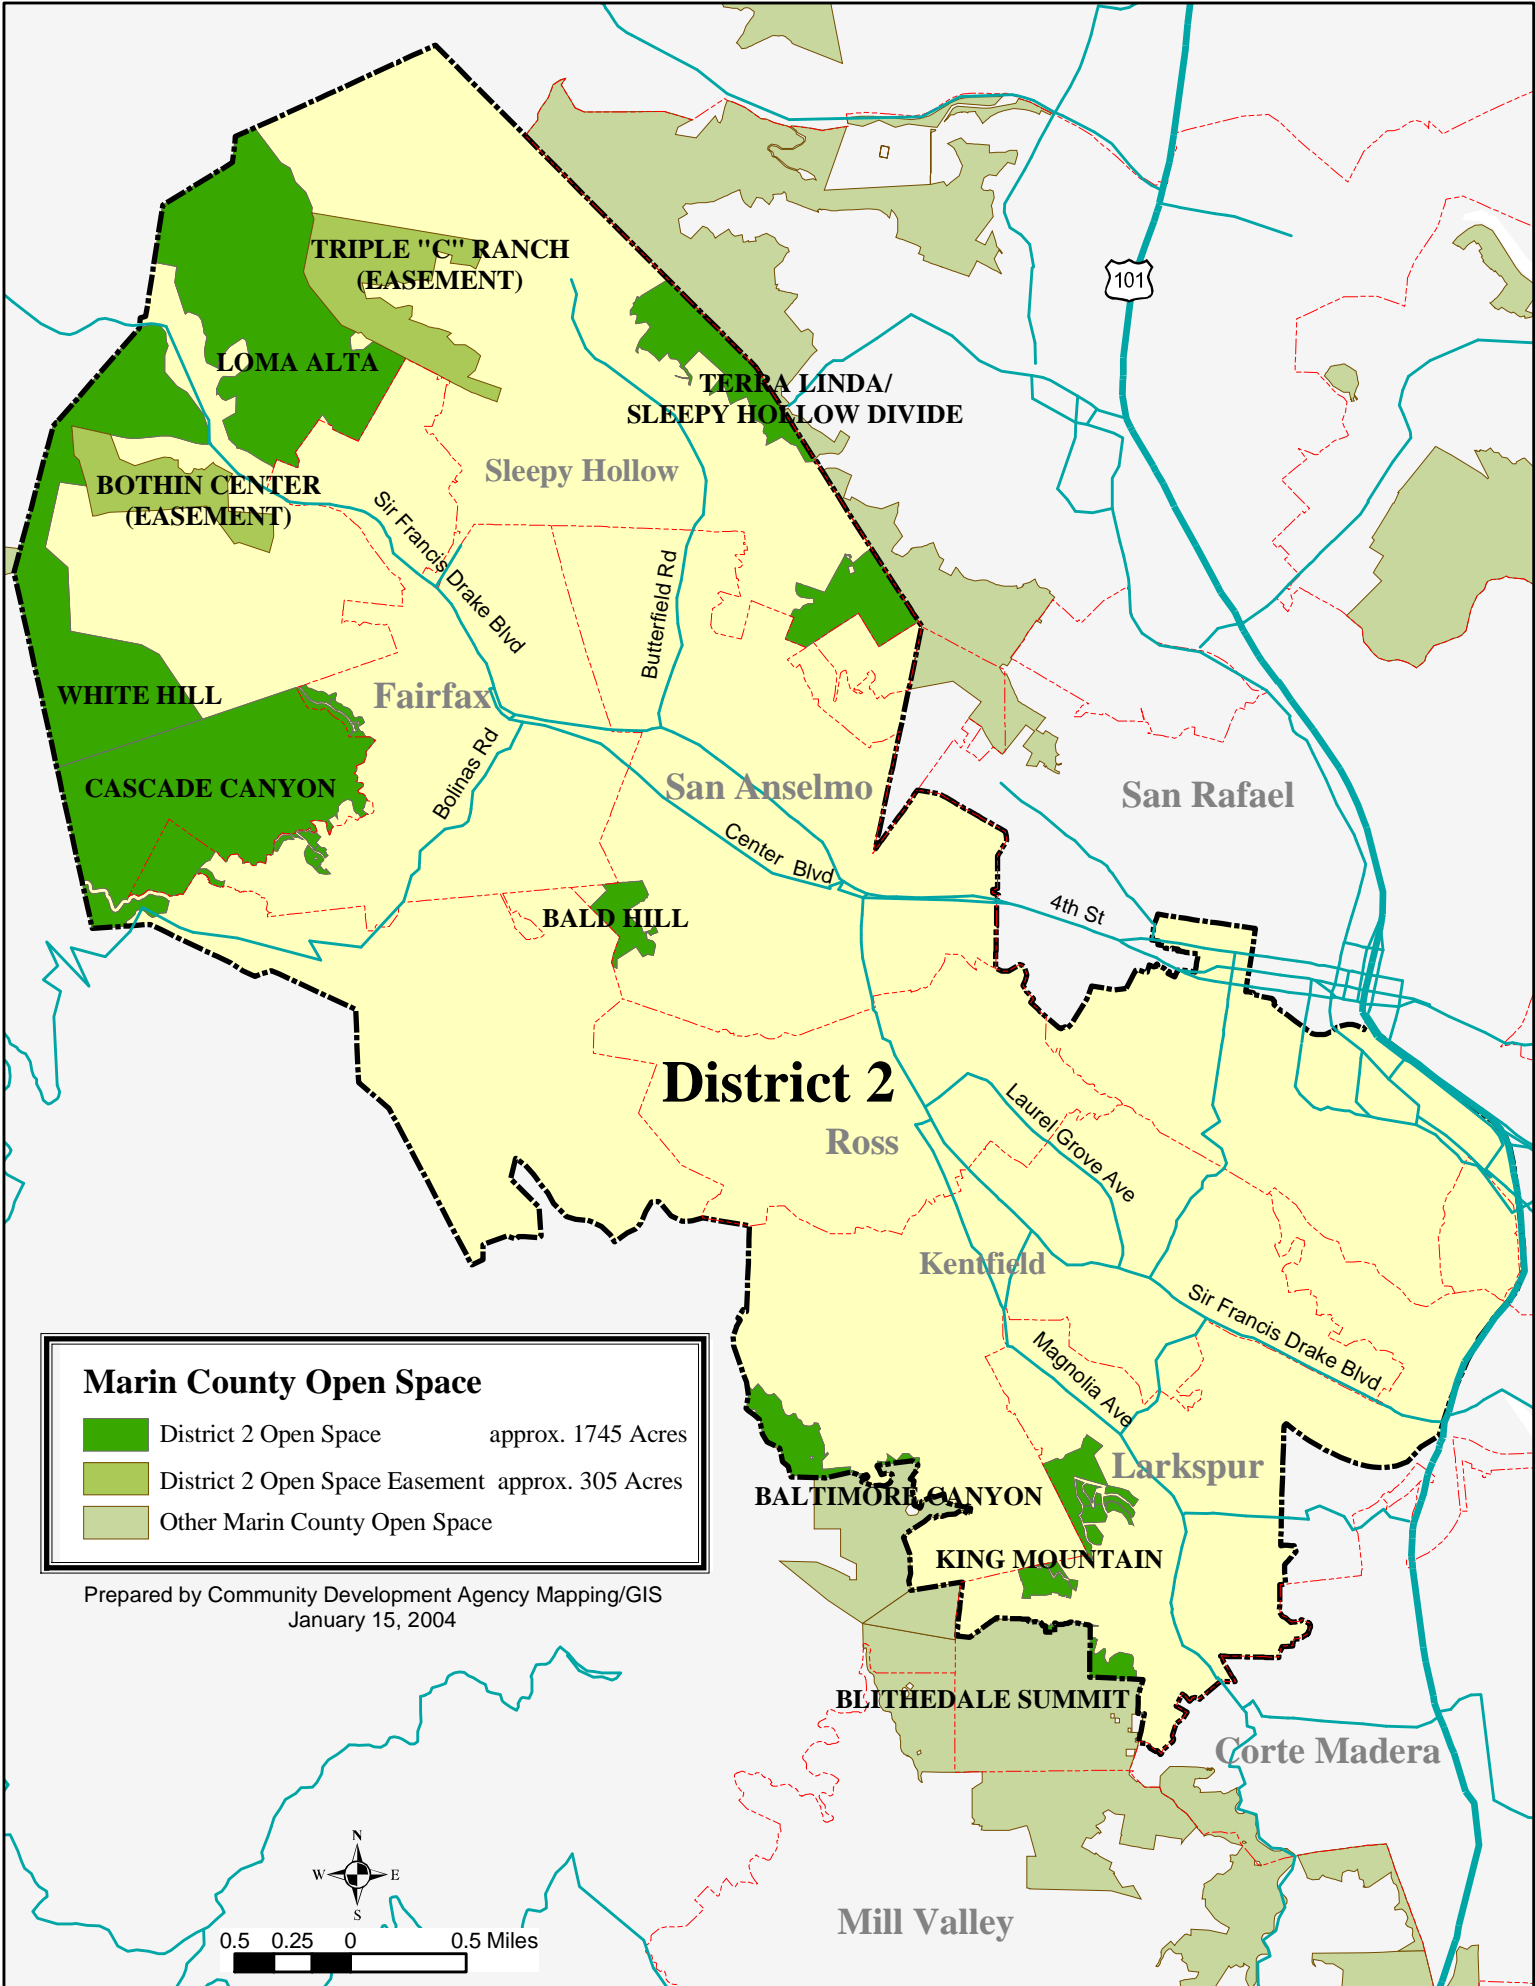 TRIPLE "C" RANCH
(EASEMENT)
101
LOMA ALTA
TERRA LINDA/
SLEEPY HOLLOW DIVIDE
Sleepy Hollow
BOTHIN CENTER
(EASEMENT)
Sir Francis Drake Blvd
Butterfield Rd
WHITE HILL
Fairfax
Bolinas Rd
CASCADE CANYON
San Anselmo
San Rafael
Center Blvd
4th St
BALD HILL
District 2
Laurel Grove Ave
Ross
Kentfield
Sir Francis Drake Blvd
Magnolia Ave
Marin County Open Space
District 2 Open Space approx. 1745 Acres
District 2 Open Space Easement approx. 305 Acres
Other Marin County Open Space
Larkspur
BALTIMORE CANYON
KING MOUNTAIN
Prepared by Community Development Agency Mapping/GIS
January 15, 2004
BLITHEDALE SUMMIT
Corte Madera
N
W E
S
Mill Valley
0.5 0.25 0 0.5 Miles